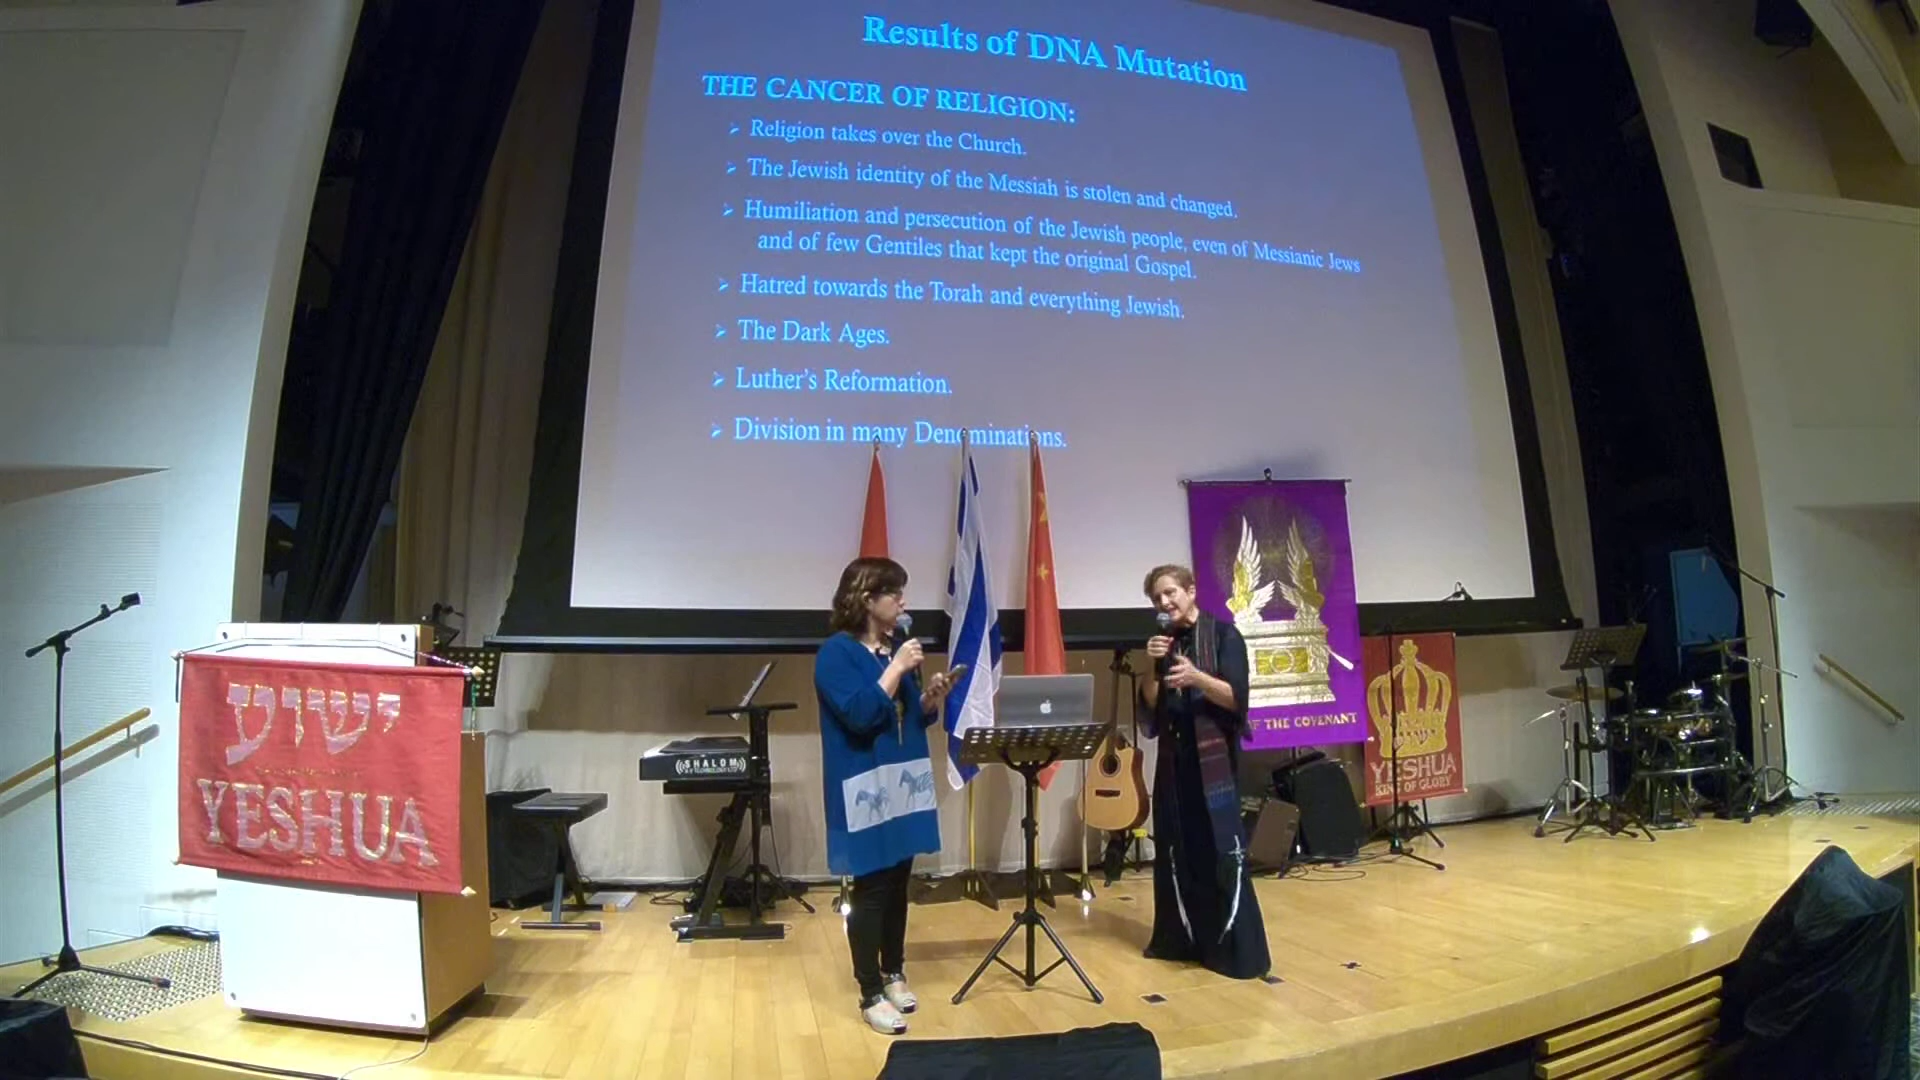 Results of DNA Mutation
THE CANCER OF RELIGION:
➢ Religion takes over the Church.
➢ The Jewish identity of the Messiah is stolen and changed.
➢ Humiliation and persecution of the Jewish people, even of Messianic Jews
and of few Gentiles that kept the original Gospel.
➢ Hatred towards the Torah and everything Jewish.
➢ The Dark Ages.
➢ Luther's Reformation.
➢ Division in many Denominations.
ישוע
YESHUA
SHALOM
OF THE COVENANT
YESHUA
KING OF GLORY